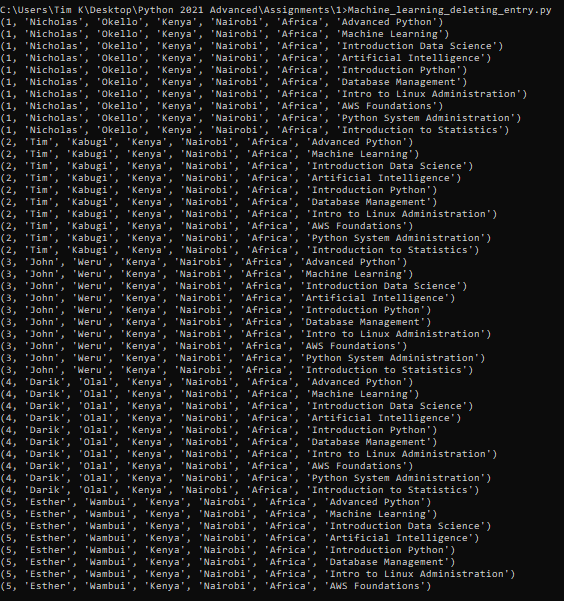 C:\Users\Tim K\Desktop\Python 2021 Advanced\Assignments\1>Machine_learning_deleting_entry.py
(1, 'Nicholas', 'Okello', 'Kenya', 'Nairobi', 'Africa', 'Advanced Python')
(1, 'Nicholas', 'Okello', 'Kenya', 'Nairobi', 'Africa', 'Machine Learning')
(1, 'Nicholas', 'Okello', 'Kenya', 'Nairobi', 'Africa', 'Introduction Data Science')
(1, 'Nicholas', 'Okello', 'Kenya', 'Nairobi', 'Africa', 'Artificial Intelligence')
(1, 'Nicholas', 'Okello', 'Kenya', 'Nairobi', 'Africa', 'Introduction Python')
(1, 'Nicholas', 'Okello', 'Kenya', 'Nairobi', 'Africa', 'Database Management')
(1, 'Nicholas', 'Okello', 'Kenya', 'Nairobi', 'Africa', 'Intro to Linux Administration')
(1, 'Nicholas', 'Okello', 'Kenya', 'Nairobi', 'Africa', 'AWS Foundations')
(1, 'Nicholas', 'Okello', 'Kenya', 'Nairobi', 'Africa', 'Python System Administration')
(1, 'Nicholas', 'Okello', 'Kenya', 'Nairobi', 'Africa', 'Introduction to Statistics')
(2, 'Tim', 'Kabugi', 'Kenya', 'Nairobi', 'Africa', 'Advanced Python')
(2, 'Tim', 'Kabugi', 'Kenya', 'Nairobi', 'Africa', 'Machine Learning')
(2, 'Tim', 'Kabugi', 'Kenya', 'Nairobi', 'Africa', 'Introduction Data Science')
(2, 'Tim', 'Kabugi', 'Kenya', 'Nairobi', 'Africa', 'Artificial Intelligence')
(2, 'Tim', 'Kabugi', 'Kenya', 'Nairobi', 'Africa', 'Introduction Python')
(2, 'Tim', 'Kabugi', 'Kenya', 'Nairobi', 'Africa', 'Database Management')
(2, 'Tim', 'Kabugi', 'Kenya', 'Nairobi', 'Africa', 'Intro to Linux Administration')
(2, 'Tim', 'Kabugi', 'Kenya', 'Nairobi', 'Africa', 'AWS Foundations')
(2, 'Tim', 'Kabugi', 'Kenya', 'Nairobi', 'Africa', 'Python System Administration')
(2, 'Tim', 'Kabugi', 'Kenya', 'Nairobi', 'Africa', 'Introduction to Statistics')
(3, 'John', 'Weru', 'Kenya', 'Nairobi', 'Africa', 'Advanced Python')
(3, 'John', 'Weru', 'Kenya', 'Nairobi', 'Africa', 'Machine Learning')
(3, 'John', 'Weru', 'Kenya', 'Nairobi', 'Africa', 'Introduction Data Science')
(3, 'John', 'Weru', 'Kenya', 'Nairobi', 'Africa', 'Artificial Intelligence')
(3, 'John', 'Weru', 'Kenya', 'Nairobi', 'Africa', 'Introduction Python')
(3, 'John', 'Weru', 'Kenya', 'Nairobi', 'Africa', 'Database Management')
(3, 'John', 'Weru', 'Kenya', 'Nairobi', 'Africa', 'Intro to Linux Administration')
(3, 'John', 'Weru', 'Kenya', 'Nairobi', 'Africa', 'AWS Foundations')
(3, 'John', 'Weru', 'Kenya', 'Nairobi', 'Africa', 'Python System Administration')
(3, 'John', 'Weru', 'Kenya', 'Nairobi', 'Africa', 'Introduction to Statistics')
(4, 'Darik', 'Olal', 'Kenya', 'Nairobi', 'Africa', 'Advanced Python')
(4, 'Darik', 'Olal', 'Kenya', 'Nairobi', 'Africa', 'Machine Learning')
(4, 'Darik', 'Olal', 'Kenya', 'Nairobi', 'Africa', 'Introduction Data Science')
(4, 'Darik', 'Olal', 'Kenya', 'Nairobi', 'Africa', 'Artificial Intelligence')
(4, 'Darik', 'Olal', 'Kenya', 'Nairobi', 'Africa', 'Introduction Python')
(4, 'Darik', 'Olal', 'Kenya', 'Nairobi', 'Africa', 'Database Management')
(4, 'Darik', 'Olal', 'Kenya', 'Nairobi', 'Africa', 'Intro to Linux Administration')
(4, 'Darik', 'Olal', 'Kenya', 'Nairobi', 'Africa', 'AWS Foundations')
(4, 'Darik', 'Olal', 'Kenya', 'Nairobi', 'Africa', 'Python System Administration')
(4, 'Darik', 'Olal', 'Kenya', 'Nairobi', 'Africa', 'Introduction to Statistics')
(5, 'Esther', 'Wambui', 'Kenya', 'Nairobi', 'Africa', 'Advanced Python')
(5, 'Esther', 'Wambui', 'Kenya', 'Nairobi', 'Africa', 'Machine Learning')
(5, 'Esther', 'Wambui', 'Kenya', 'Nairobi', 'Africa', 'Introduction Data Science')
(5, 'Esther', 'Wambui', 'Kenya', 'Nairobi', 'Africa', 'Artificial Intelligence')
(5, 'Esther', 'Wambui', 'Kenya', 'Nairobi', 'Africa', 'Introduction Python')
(5, 'Esther', 'Wambui', 'Kenya', 'Nairobi', 'Africa', 'Database Management')
(5, 'Esther', 'Wambui', 'Kenya', 'Nairobi', 'Africa', 'Intro to Linux Administration')
(5, 'Esther', 'Wambui', 'Kenya', 'Nairobi', 'Africa', 'AWS Foundations')